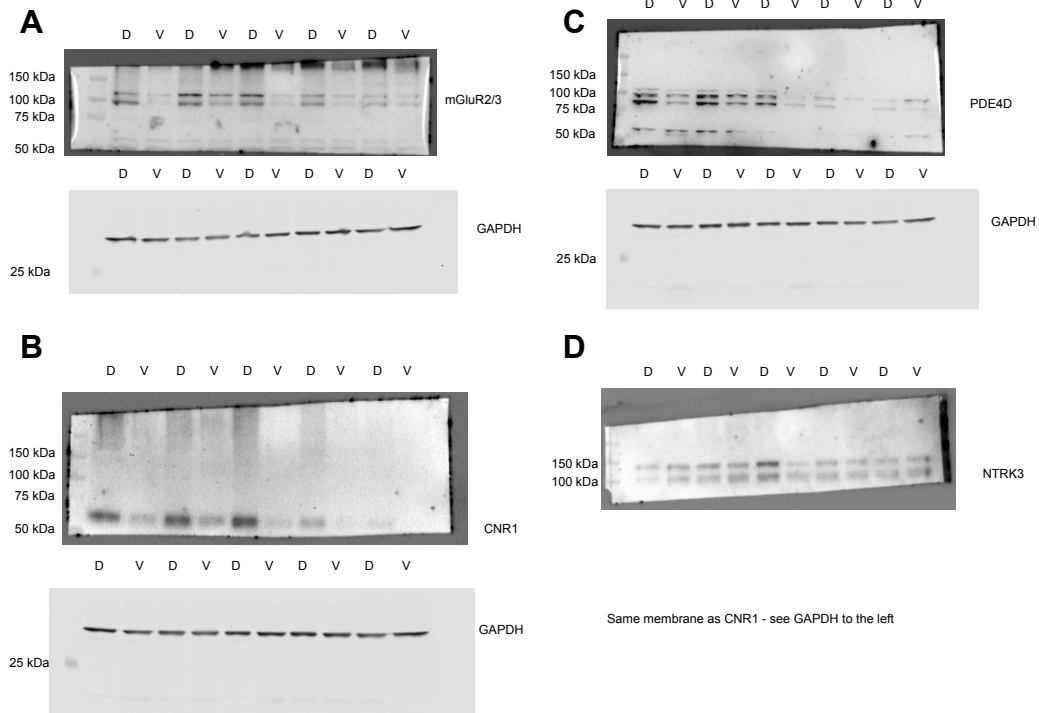 A
D V D V D V D V D V
150 kDa
100 kDa
75 kDa
50 kDa
mGluR2/3
D V D V D V D V D V
GAPDH
25 kDa
B
D V D V D V D V D V
150 kDa
100 kDa
75 kDa
50 kDa
CNR1
D V D V D V D V D V
GAPDH
25 kDa
C
D V D V D V D V D V
150 kDa
100 kDa
75 kDa
50 kDa
PDE4D
D V D V D V D V D V
GAPDH
25 kDa
D
D V D V D V D V D V
150 kDa
100 kDa
NTRK3
Same membrane as CNR1 - see GAPDH to the left